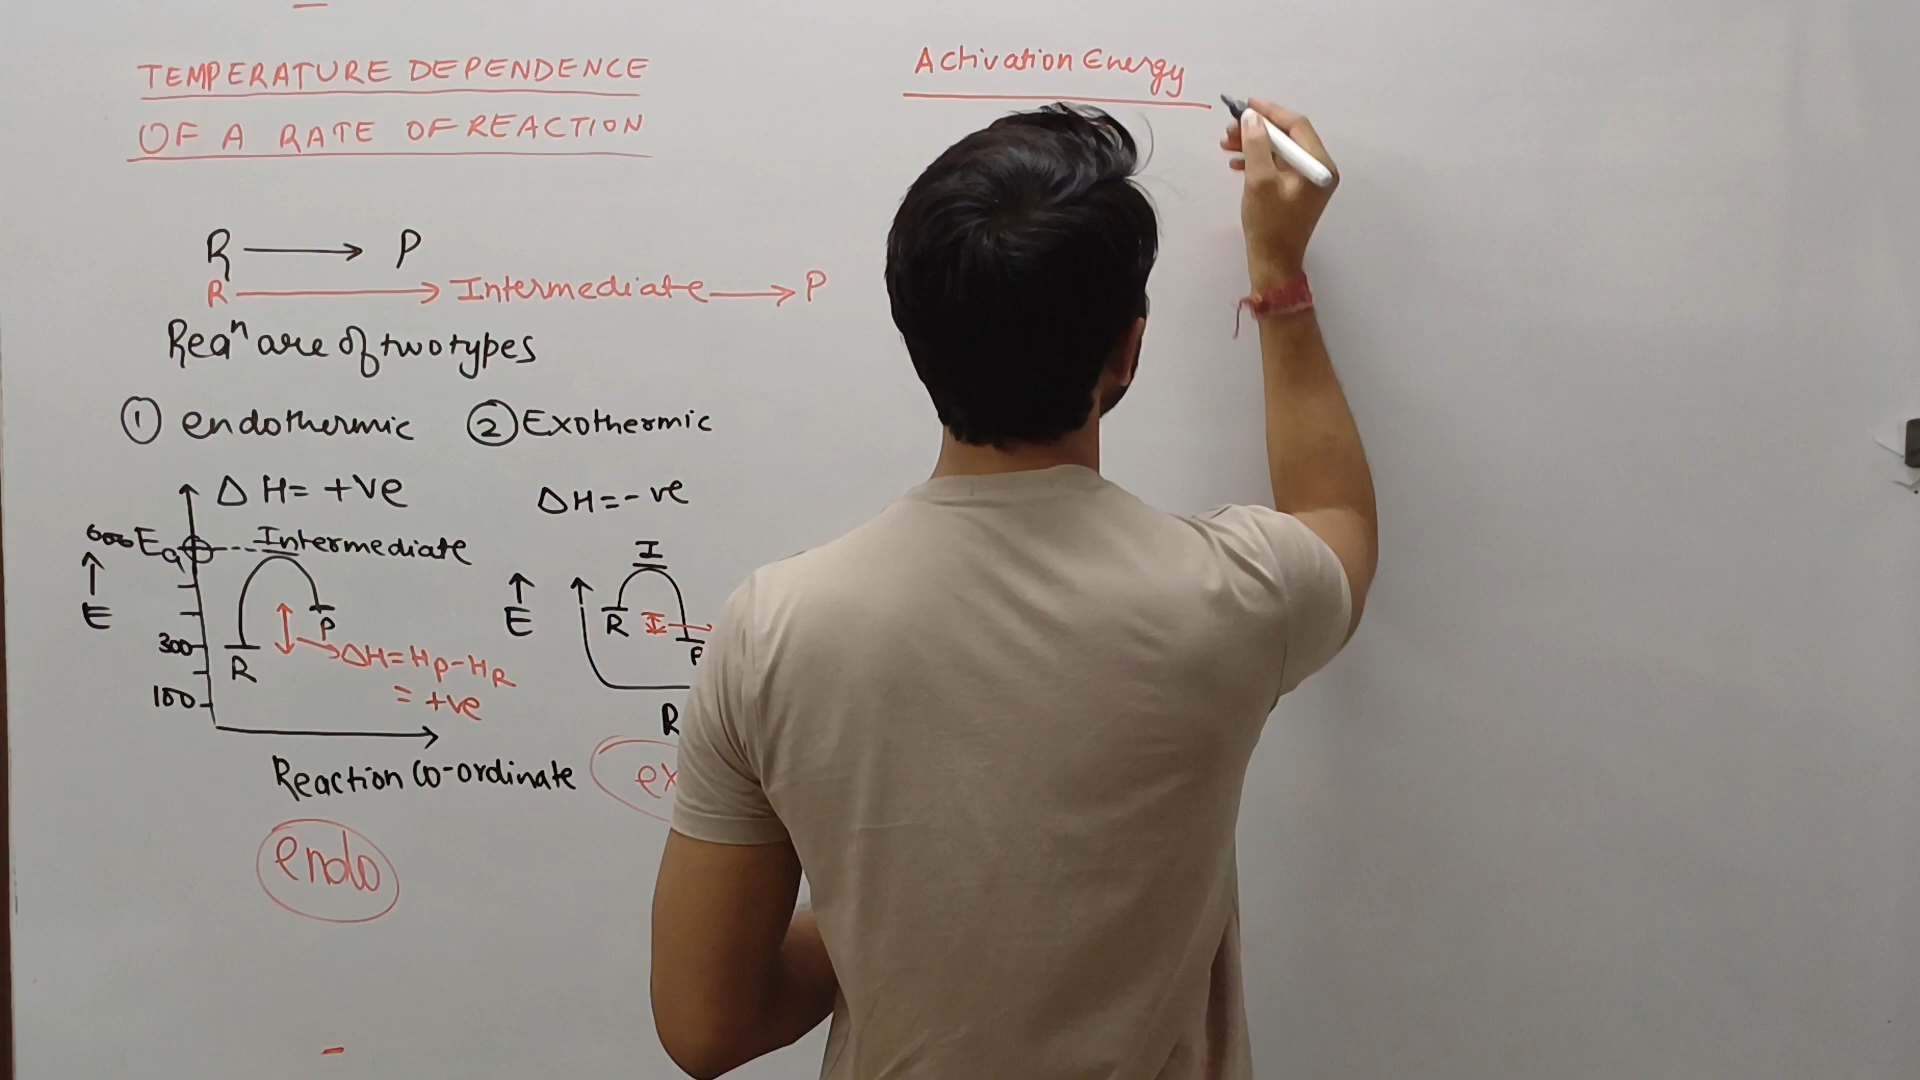 TEMPERATURE DEPENDENCE
OF A RATE OF REACTION
R → P
R → Intermediate → P
Reaⁿ are of two types
① endothermic ② Exothermic
Δ H = +ve
ΔH = - ve
600 Ea Intermediate
E
300
100
R
P
ΔH = HP - HR
= +ve
Reaction Co-ordinate
endo
I
E
R I
P
R
ex
Activation Energy